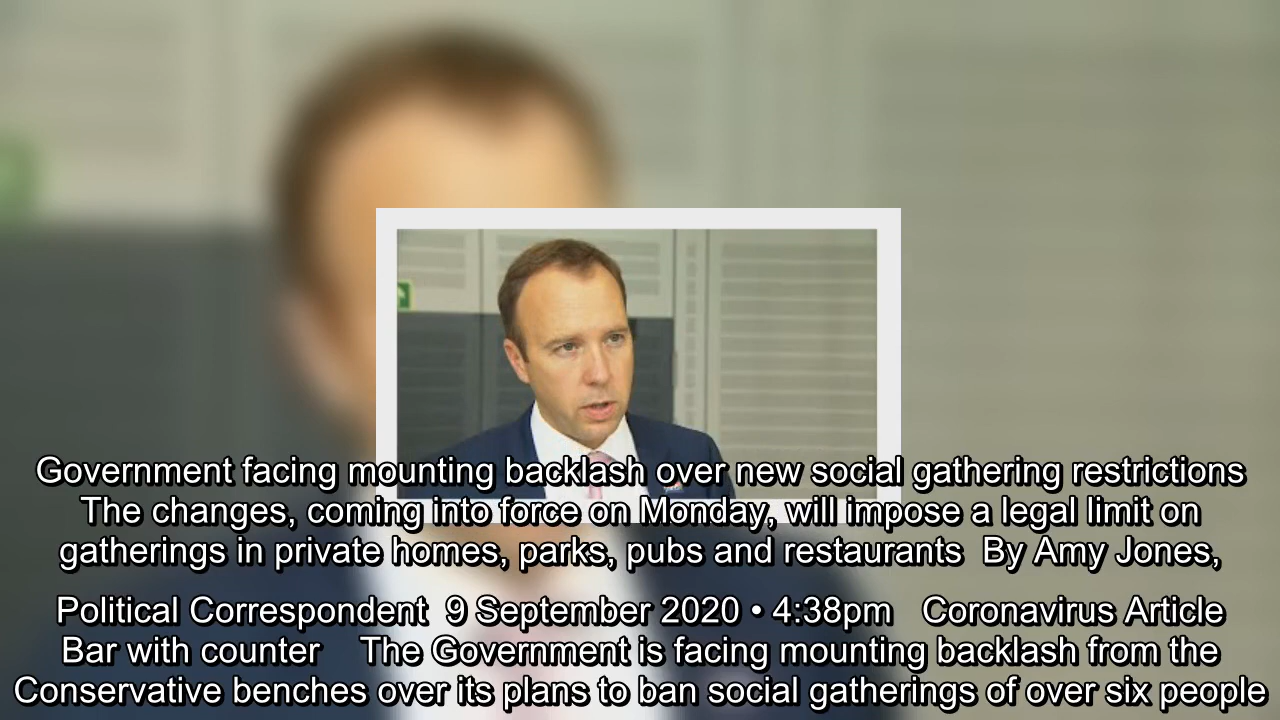 Government facing mounting backlash over new social gathering restrictions
The changes, coming into force on Monday, will impose a legal limit on
gatherings in private homes, parks, pubs and restaurants  By Amy Jones,
Political Correspondent  9 September 2020 • 4:38pm   Coronavirus Article
Bar with counter    The Government is facing mounting backlash from the
Conservative benches over its plans to ban social gatherings of over six people